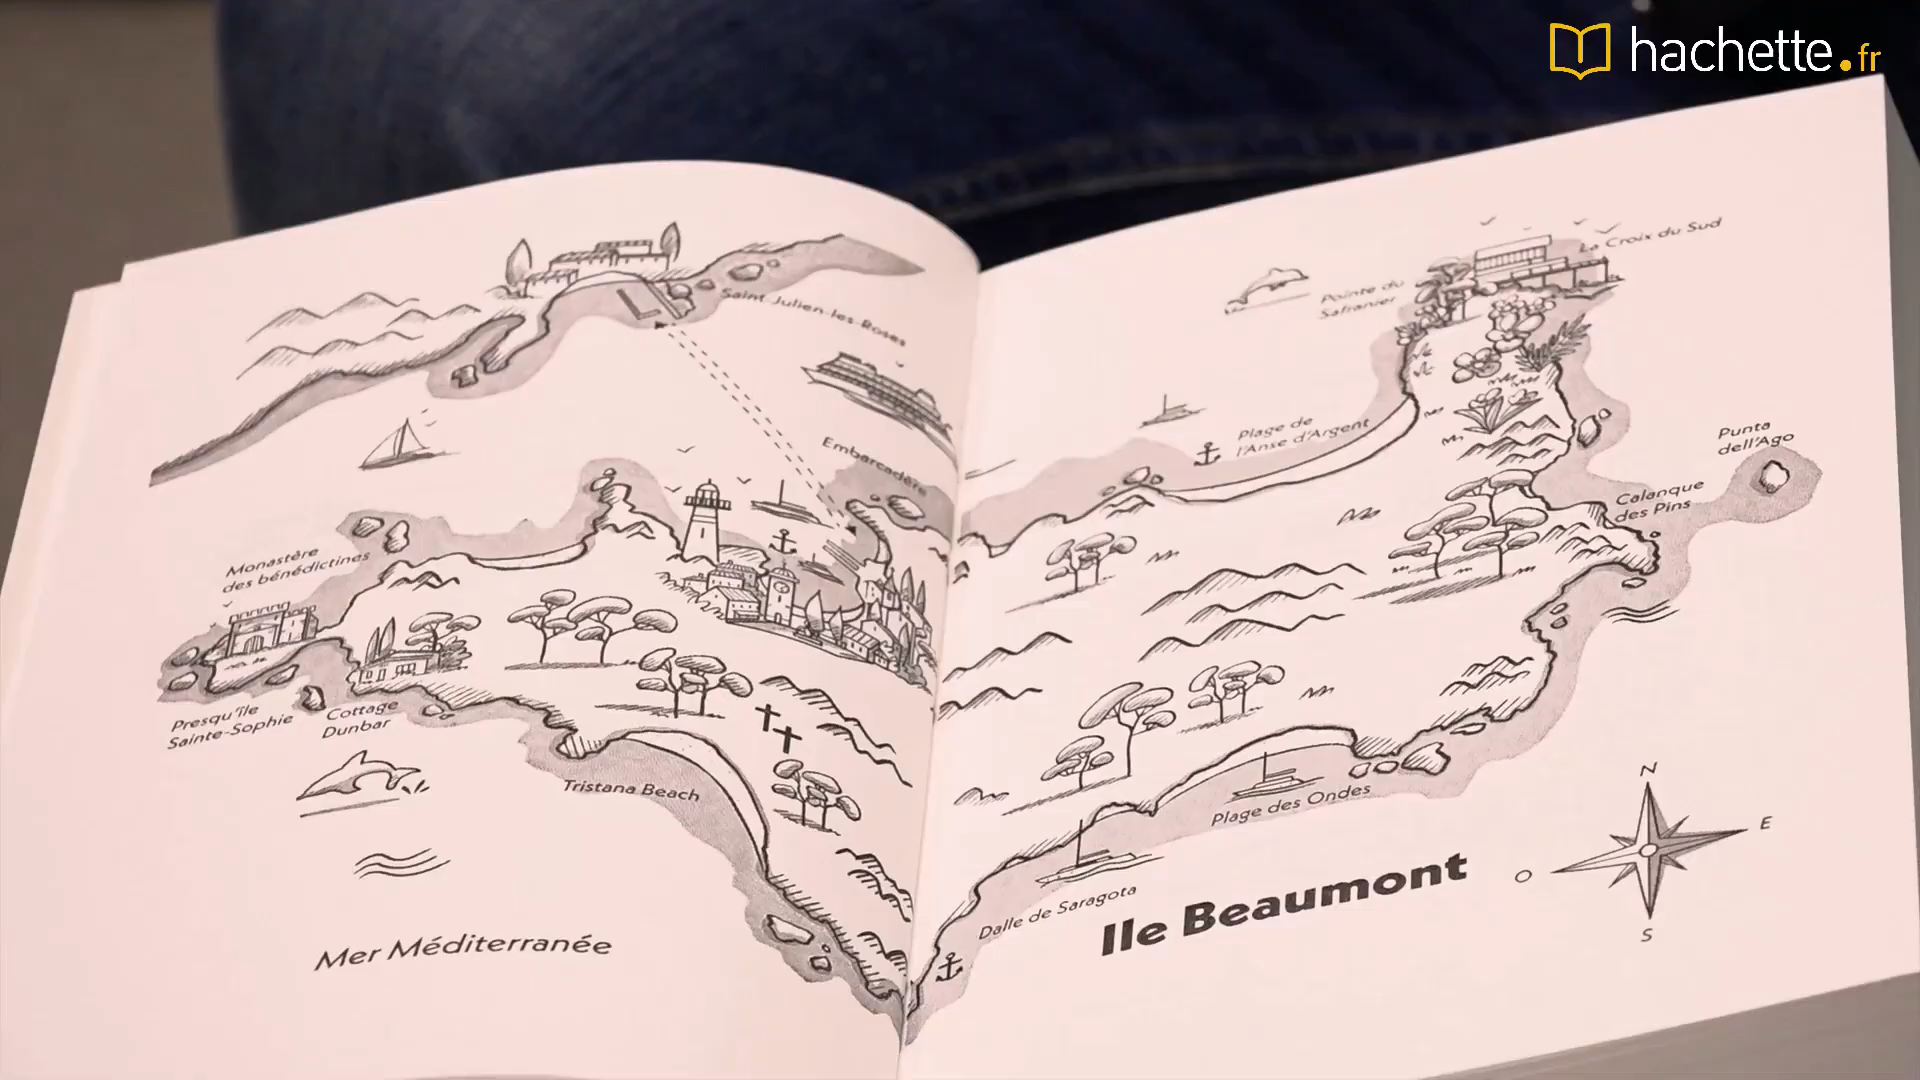 hachette.fr
Saint-Julien-les-Roses
Embarcadère
Monastère
des bénédictines
Presqu'île
Sainte-Sophie
Cottage
Dunbar
Tristana Beach
Mer Méditerranée
La Croix du Sud
Pointe du
Safranier
Plage de
l'Anse d'Argent
Punta
dell'Ago
Calanque
des Pins
Plage des Ondes
Dalle de Saragota
Ile Beaumont
N
E
O
S